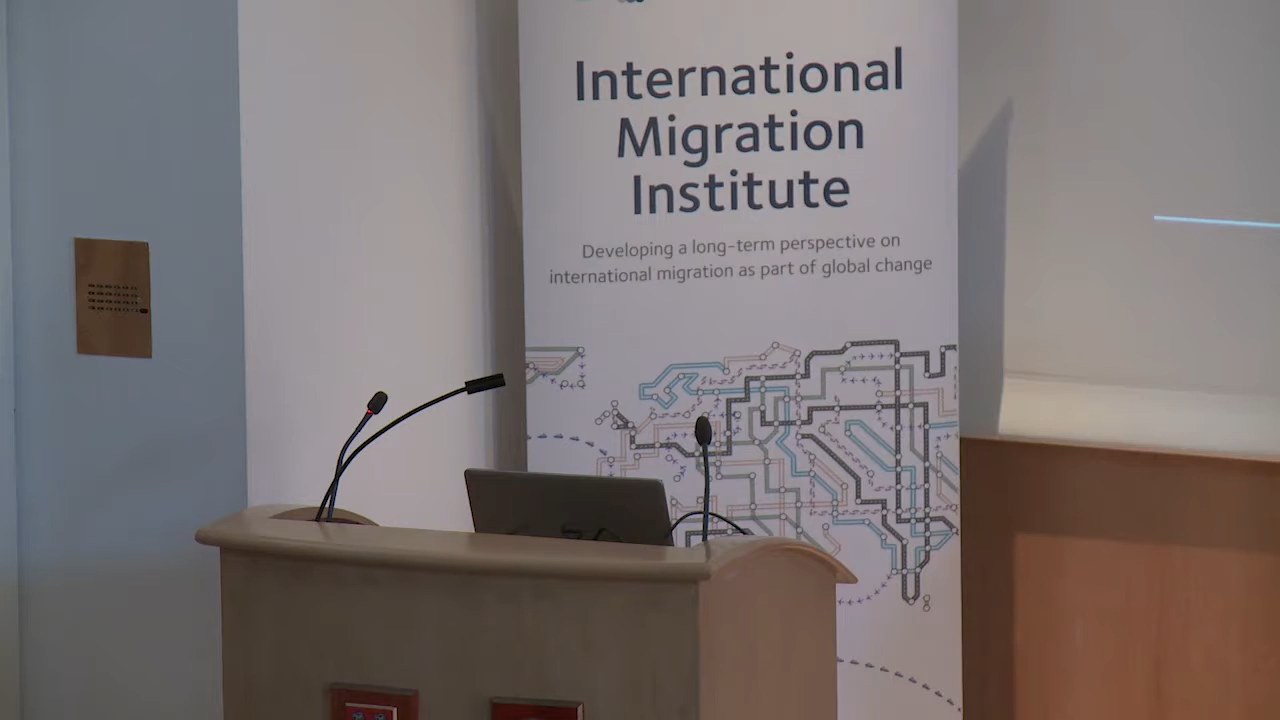 International
Migration
Institute
Developing a long-term perspective on
international migration as part of global change